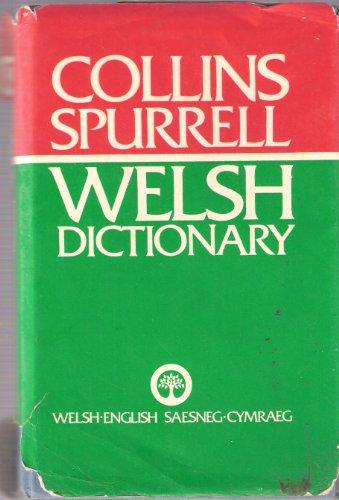 COLLINS
SPURRELL
WELSH
DICTIONARY
WELSH·ENGLISH SAESNEG·CYMRAEG